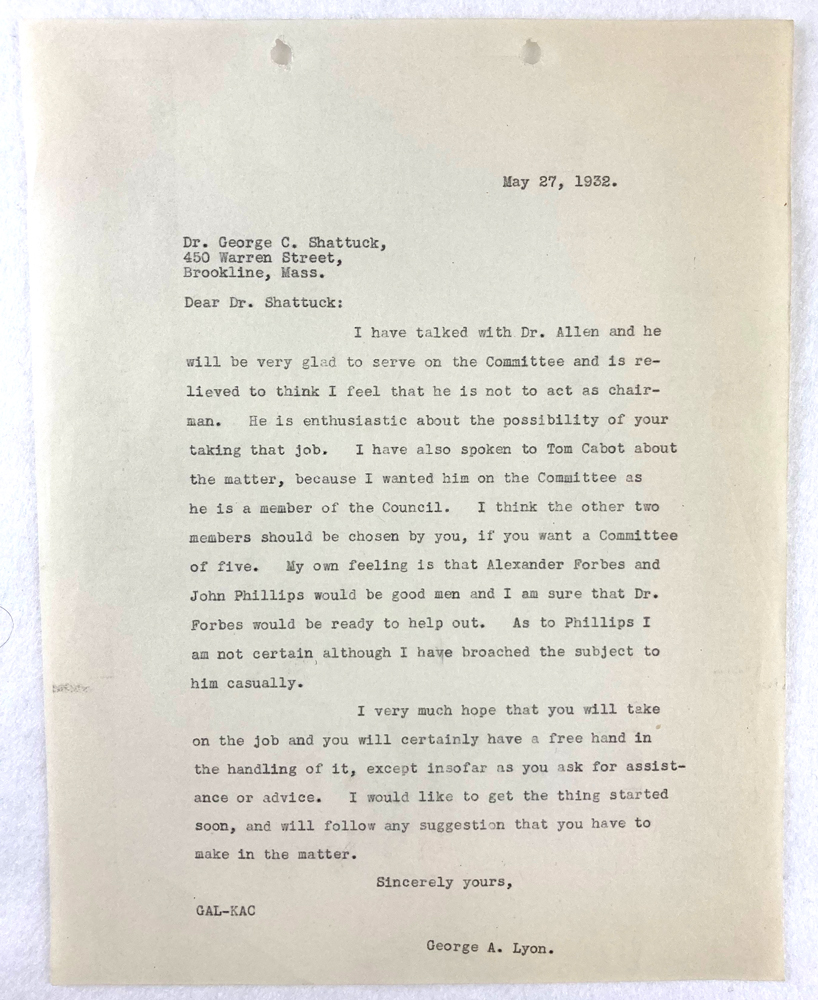 May 27, 1932.
Dr. George C. Shattuck,
450 Warren Street,
Brookline, Mass.
Dear Dr. Shattuck:
I have talked with Dr. Allen and he
will be very glad to serve on the Committee and is re-
lieved to think I feel that he is not to act as chair-
man. He is enthusiastic about the possibility of your
taking that job. I have also spoken to Tom Cabot about
the matter, because I wanted him on the Committee as
he is a member of the Council. I think the other two
members should be chosen by you, if you want a Committee
of five. My own feeling is that Alexander Forbes and
John Phillips would be good men and I am sure that Dr.
Forbes would be ready to help out. As to Phillips I
am not certain, although I have broached the subject to
him casually.
I very much hope that you will take
on the job and you will certainly have a free hand in
the handling of it, except insofar as you ask for assist-
ance or advice. I would like to get the thing started
soon, and will follow any suggestion that you have to
make in the matter.
Sincerely yours,
GAL-KAC
George A. Lyon.